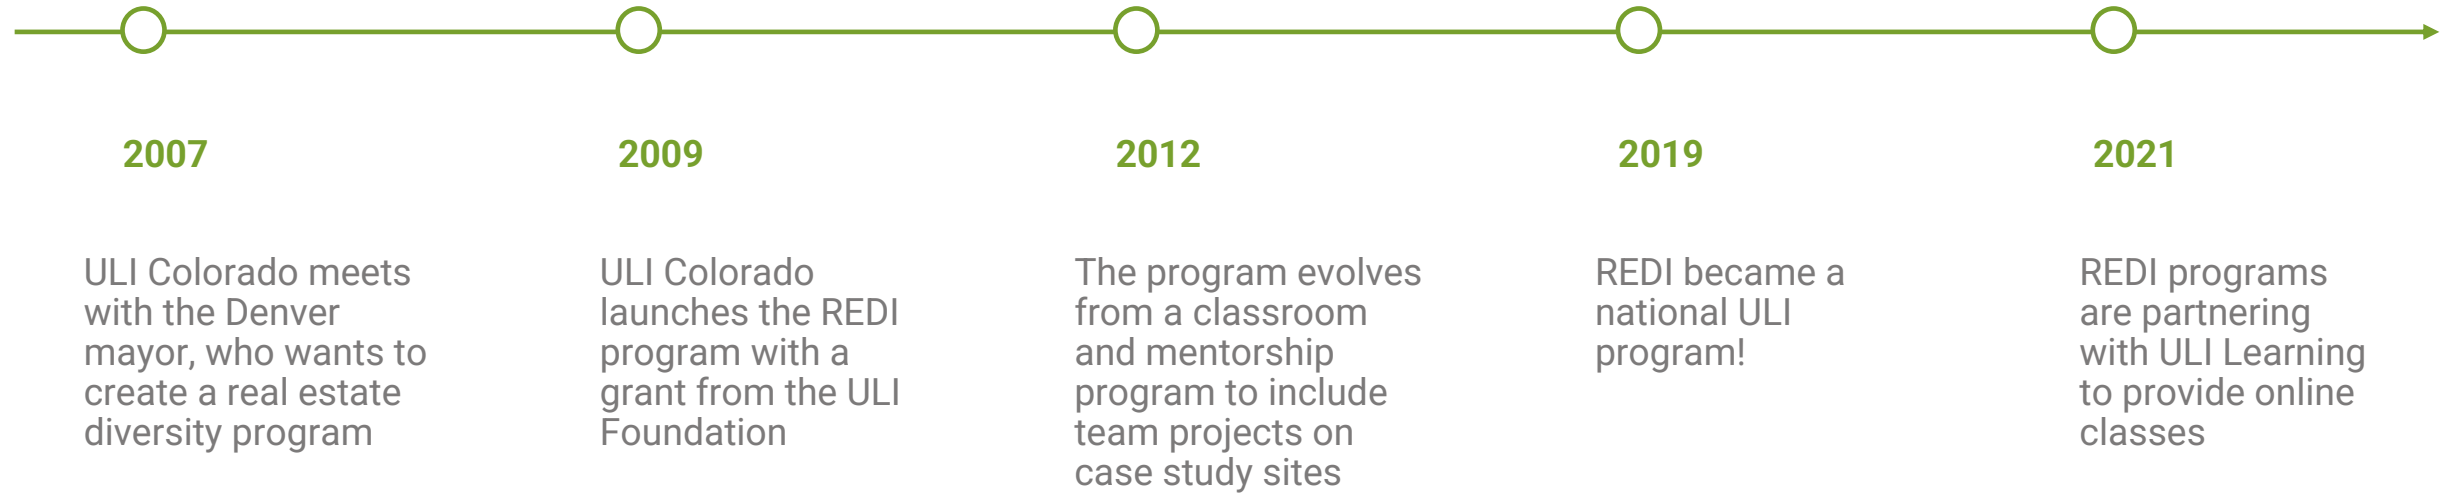 2007
ULI Colorado meets
with the Denver
mayor, who wants to
create a real estate
diversity program
2009
ULI Colorado
launches the REDI
program with a
grant from the ULI
Foundation
2012
The program evolves
from a classroom
and mentorship
program to include
team projects on
case study sites
2019
REDI became a
national ULI
program!
2021
REDI programs
are partnering
with ULI Learning
to provide online
classes